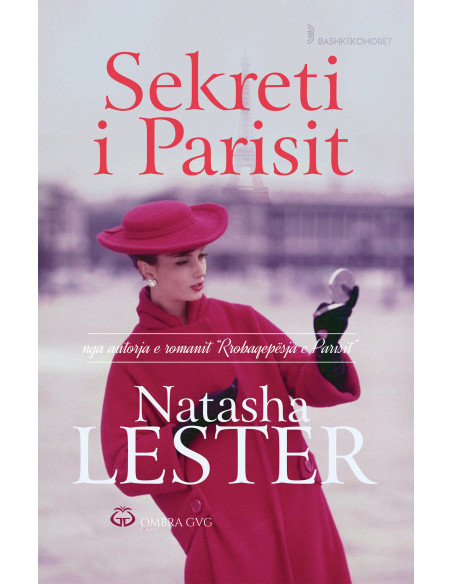 BASHKËKOHORËT
Sekreti
i Parisit
nga autorja e romanit "Rrobaqepësja e Parisit"
Natasha
LESTER
OMBRA GVG